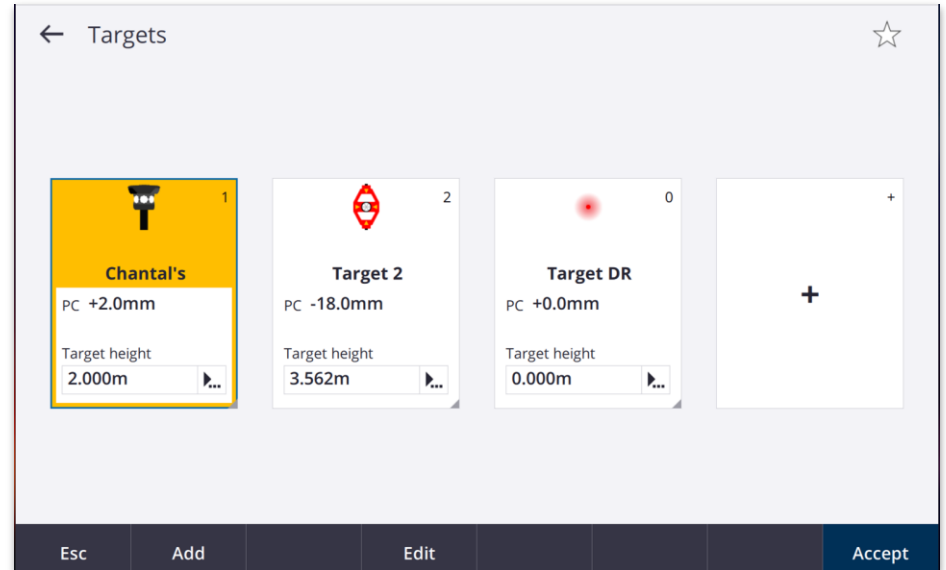 Targets
1
Chantal's
PC +2.0mm
Target height
2.000m
2
Target 2
PC -18.0mm
Target height
3.562m
0
Target DR
PC +0.0mm
Target height
0.000m
+
+
Esc Add Edit Accept